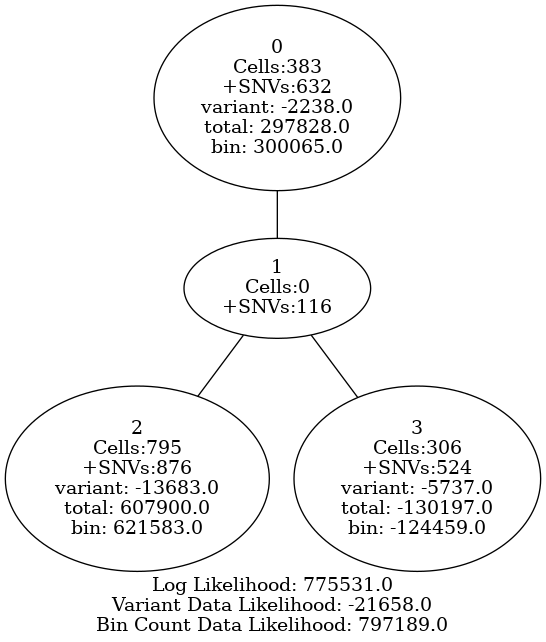 0
Cells:383
+SNVs:632
variant: -2238.0
total: 297828.0
bin: 300065.0
1
Cells:0
+SNVs:116
2
Cells:795
+SNVs:876
variant: -13683.0
total: 607900.0
bin: 621583.0
3
Cells:306
+SNVs:524
variant: -5737.0
total: -130197.0
bin: -124459.0
Log Likelihood: 775531.0
Variant Data Likelihood: -21658.0
Bin Count Data Likelihood: 797189.0